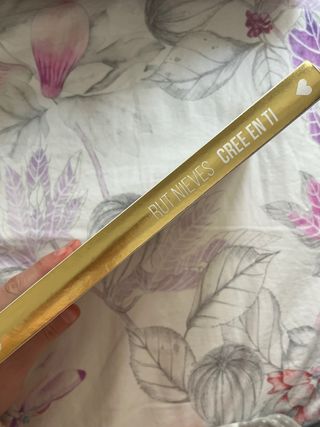 RUT NIEVES CREE EN TI